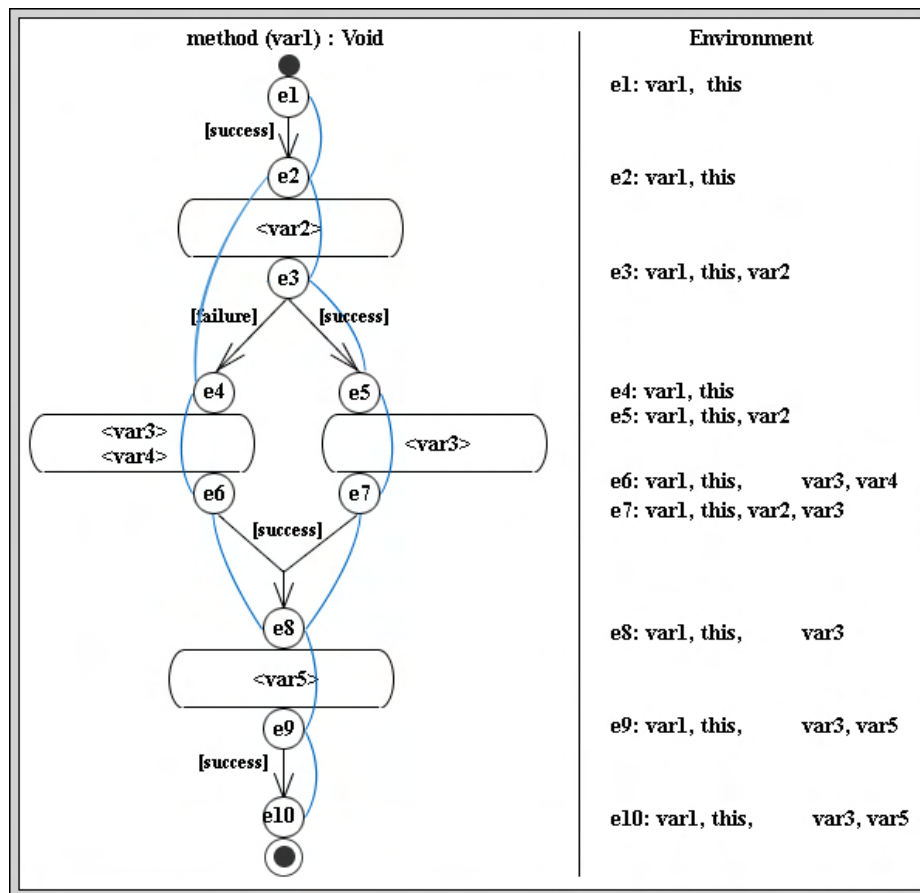 method (var1) : Void
Environment
e1
e1: var1, this
[success]
e2
e2: var1, this
<var2>
e3
e3: var1, this, var2
[failure]
[success]
e4
e5
e4: var1, this
e5: var1, this, var2
<var3>
<var4>
<var3>
e6
e7
e6: var1, this, var3, var4
e7: var1, this, var2, var3
[success]
e8
e8: var1, this, var3
<var5>
e9
e9: var1, this, var3, var5
[success]
e10
e10: var1, this, var3, var5